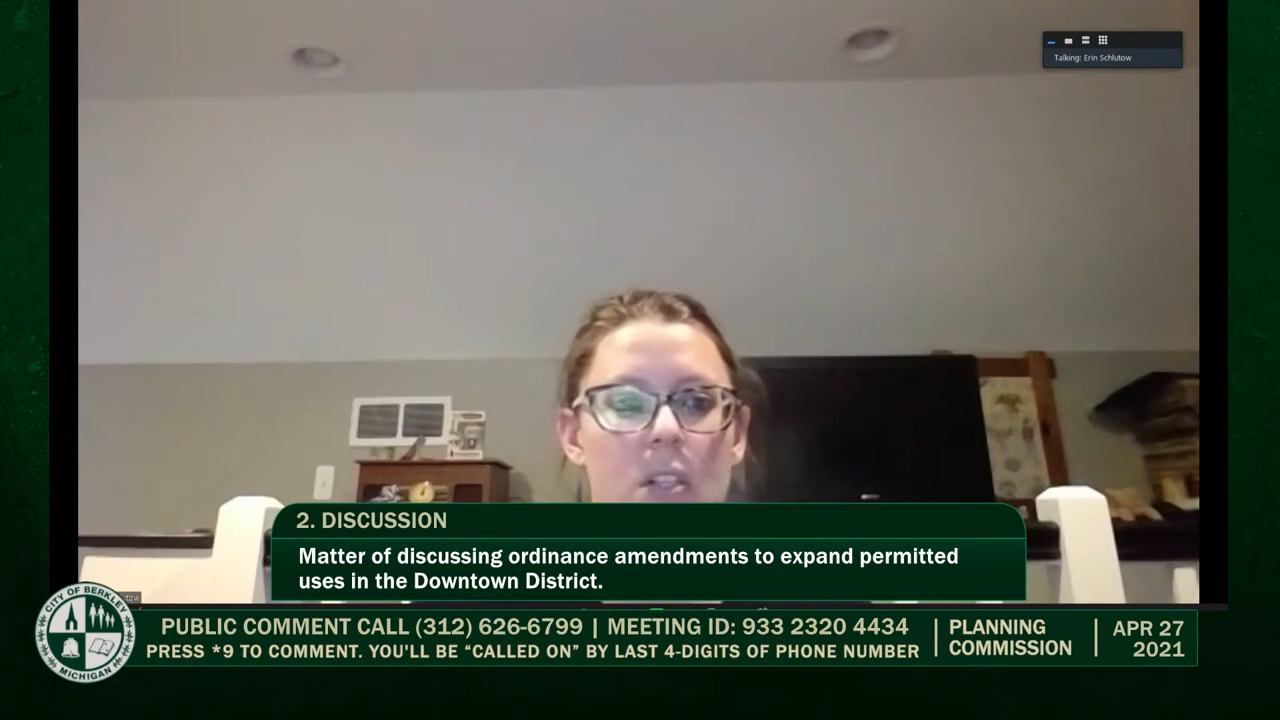 Talking: Erin Schlutow
2. DISCUSSION
Matter of discussing ordinance amendments to expand permitted
uses in the Downtown District.
CITY OF BERKLEY
MICHIGAN
PUBLIC COMMENT CALL (312) 626-6799 | MEETING ID: 933 2320 4434
PRESS *9 TO COMMENT. YOU'LL BE “CALLED ON” BY LAST 4-DIGITS OF PHONE NUMBER
PLANNING
COMMISSION
APR 27
2021